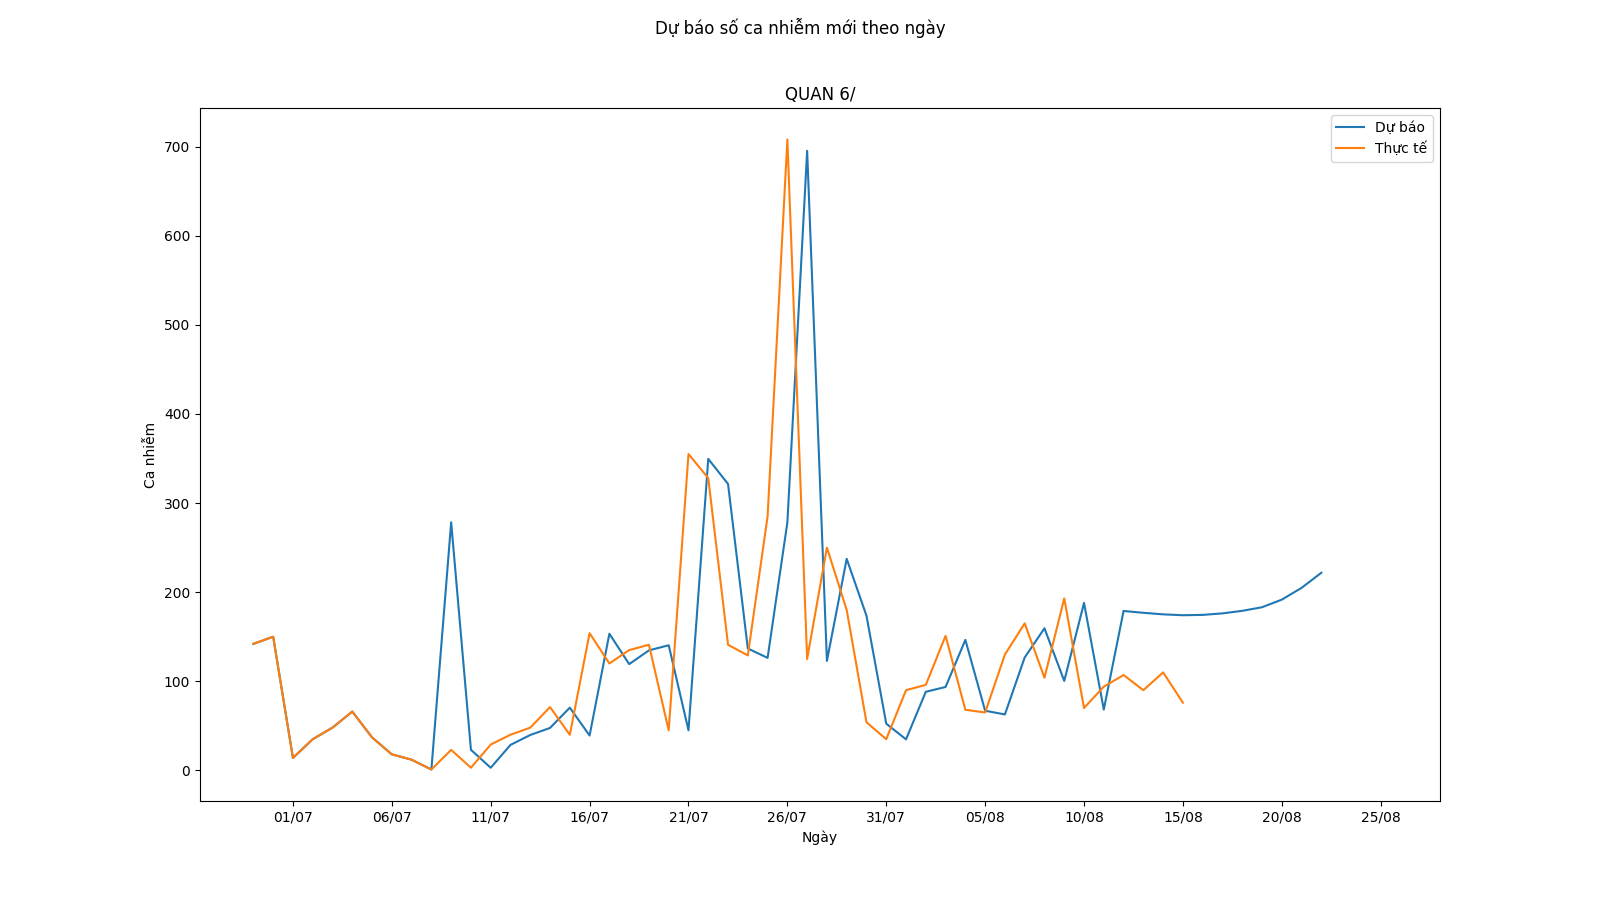 Dự báo số ca nhiễm mới theo ngày
QUAN 6/
Dự báo
Thực tế
700
600
500
400
300
200
100
0
Ca nhiễm
01/07 06/07 11/07 16/07 21/07 26/07 31/07 05/08 10/08 15/08 20/08 25/08
Ngày